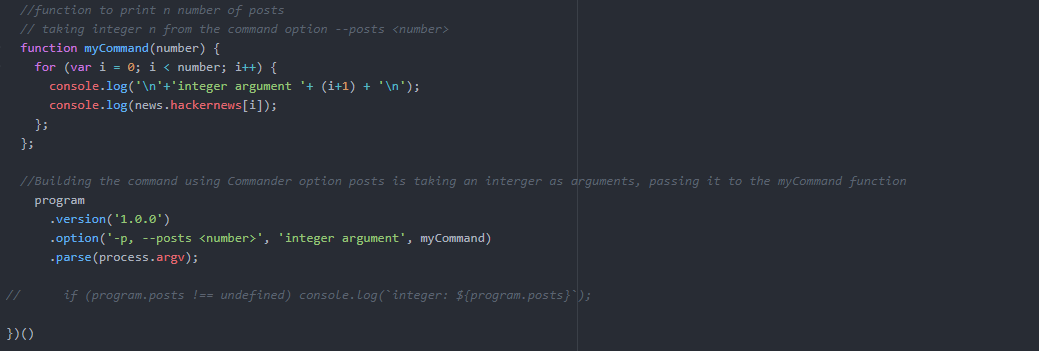 //function to print n number of posts
// taking integer n from the command option --posts <number>
function myCommand(number) {
for (var i = 0; i < number; i++) {
console.log('\n'+'integer argument '+ (i+1) + '\n');
console.log(news.hackernews[i]);
};
};
//Building the command using Commander option posts is taking an interger as arguments, passing it to the myCommand function
program
.version('1.0.0')
.option('-p, --posts <number>', 'integer argument', myCommand)
.parse(process.argv);
// if (program.posts !== undefined) console.log(`integer: ${program.posts}`);
})()